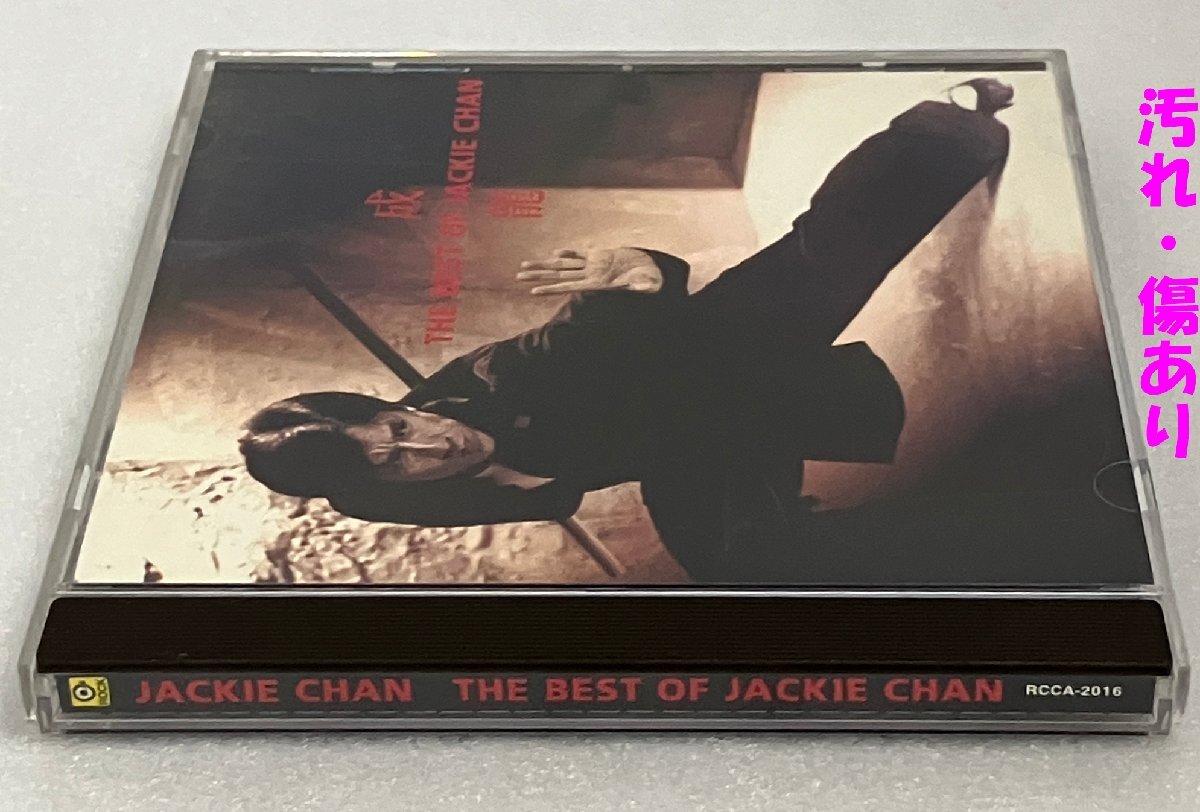 成龍
THE BEST OF JACKIE CHAN
ROCK
JACKIE CHAN THE BEST OF JACKIE CHAN RCCA-2016
汚れ・傷あり